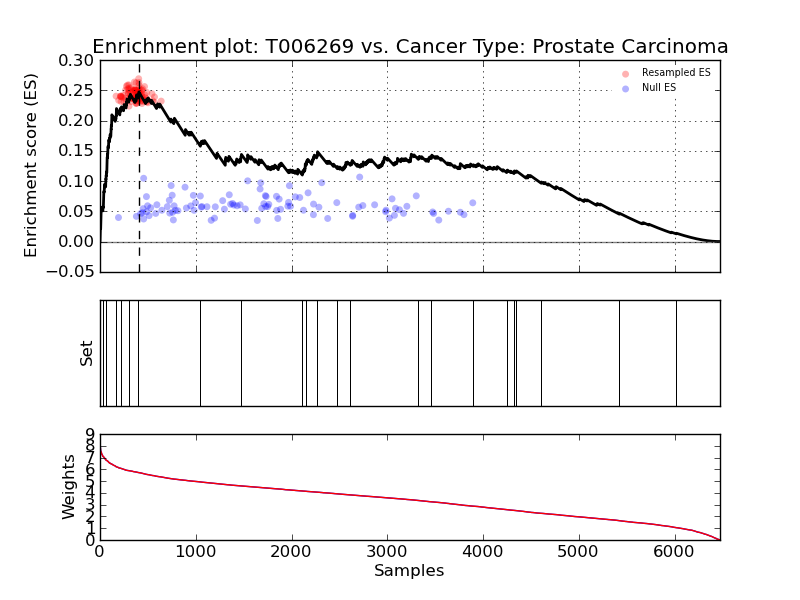 Enrichment plot: T006269 vs. Cancer Type: Prostate Carcinoma
0.30
0.25
0.20
0.15
0.10
0.05
0.00
−0.05
Enrichment score (ES)
Resampled ES
Null ES
Set
9
8
7
6
5
4
3
2
1
0
Weights
0 1000 2000 3000 4000 5000 6000
Samples